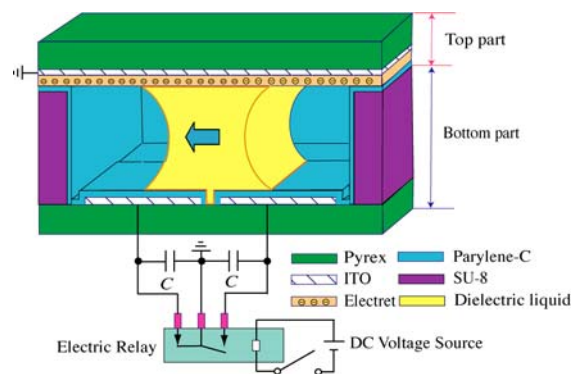 Top part
Bottom part
C
C
Pyrex
Parylene-C
ITO
SU-8
Electret
Dielectric liquid
Electric Relay
DC Voltage Source